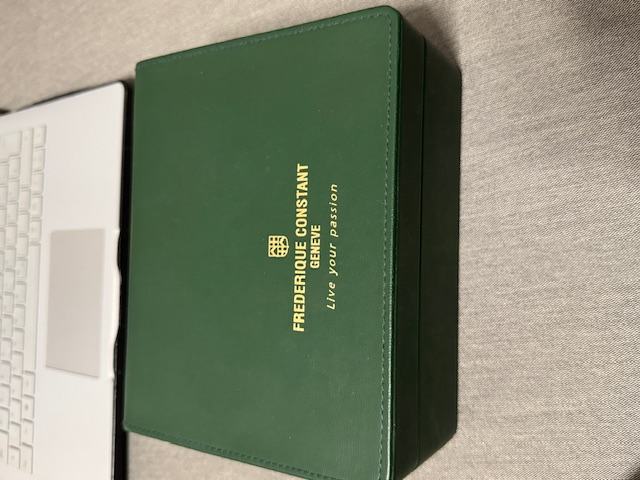 FREDERIQUE CONSTANT
GENEVE
Live your passion